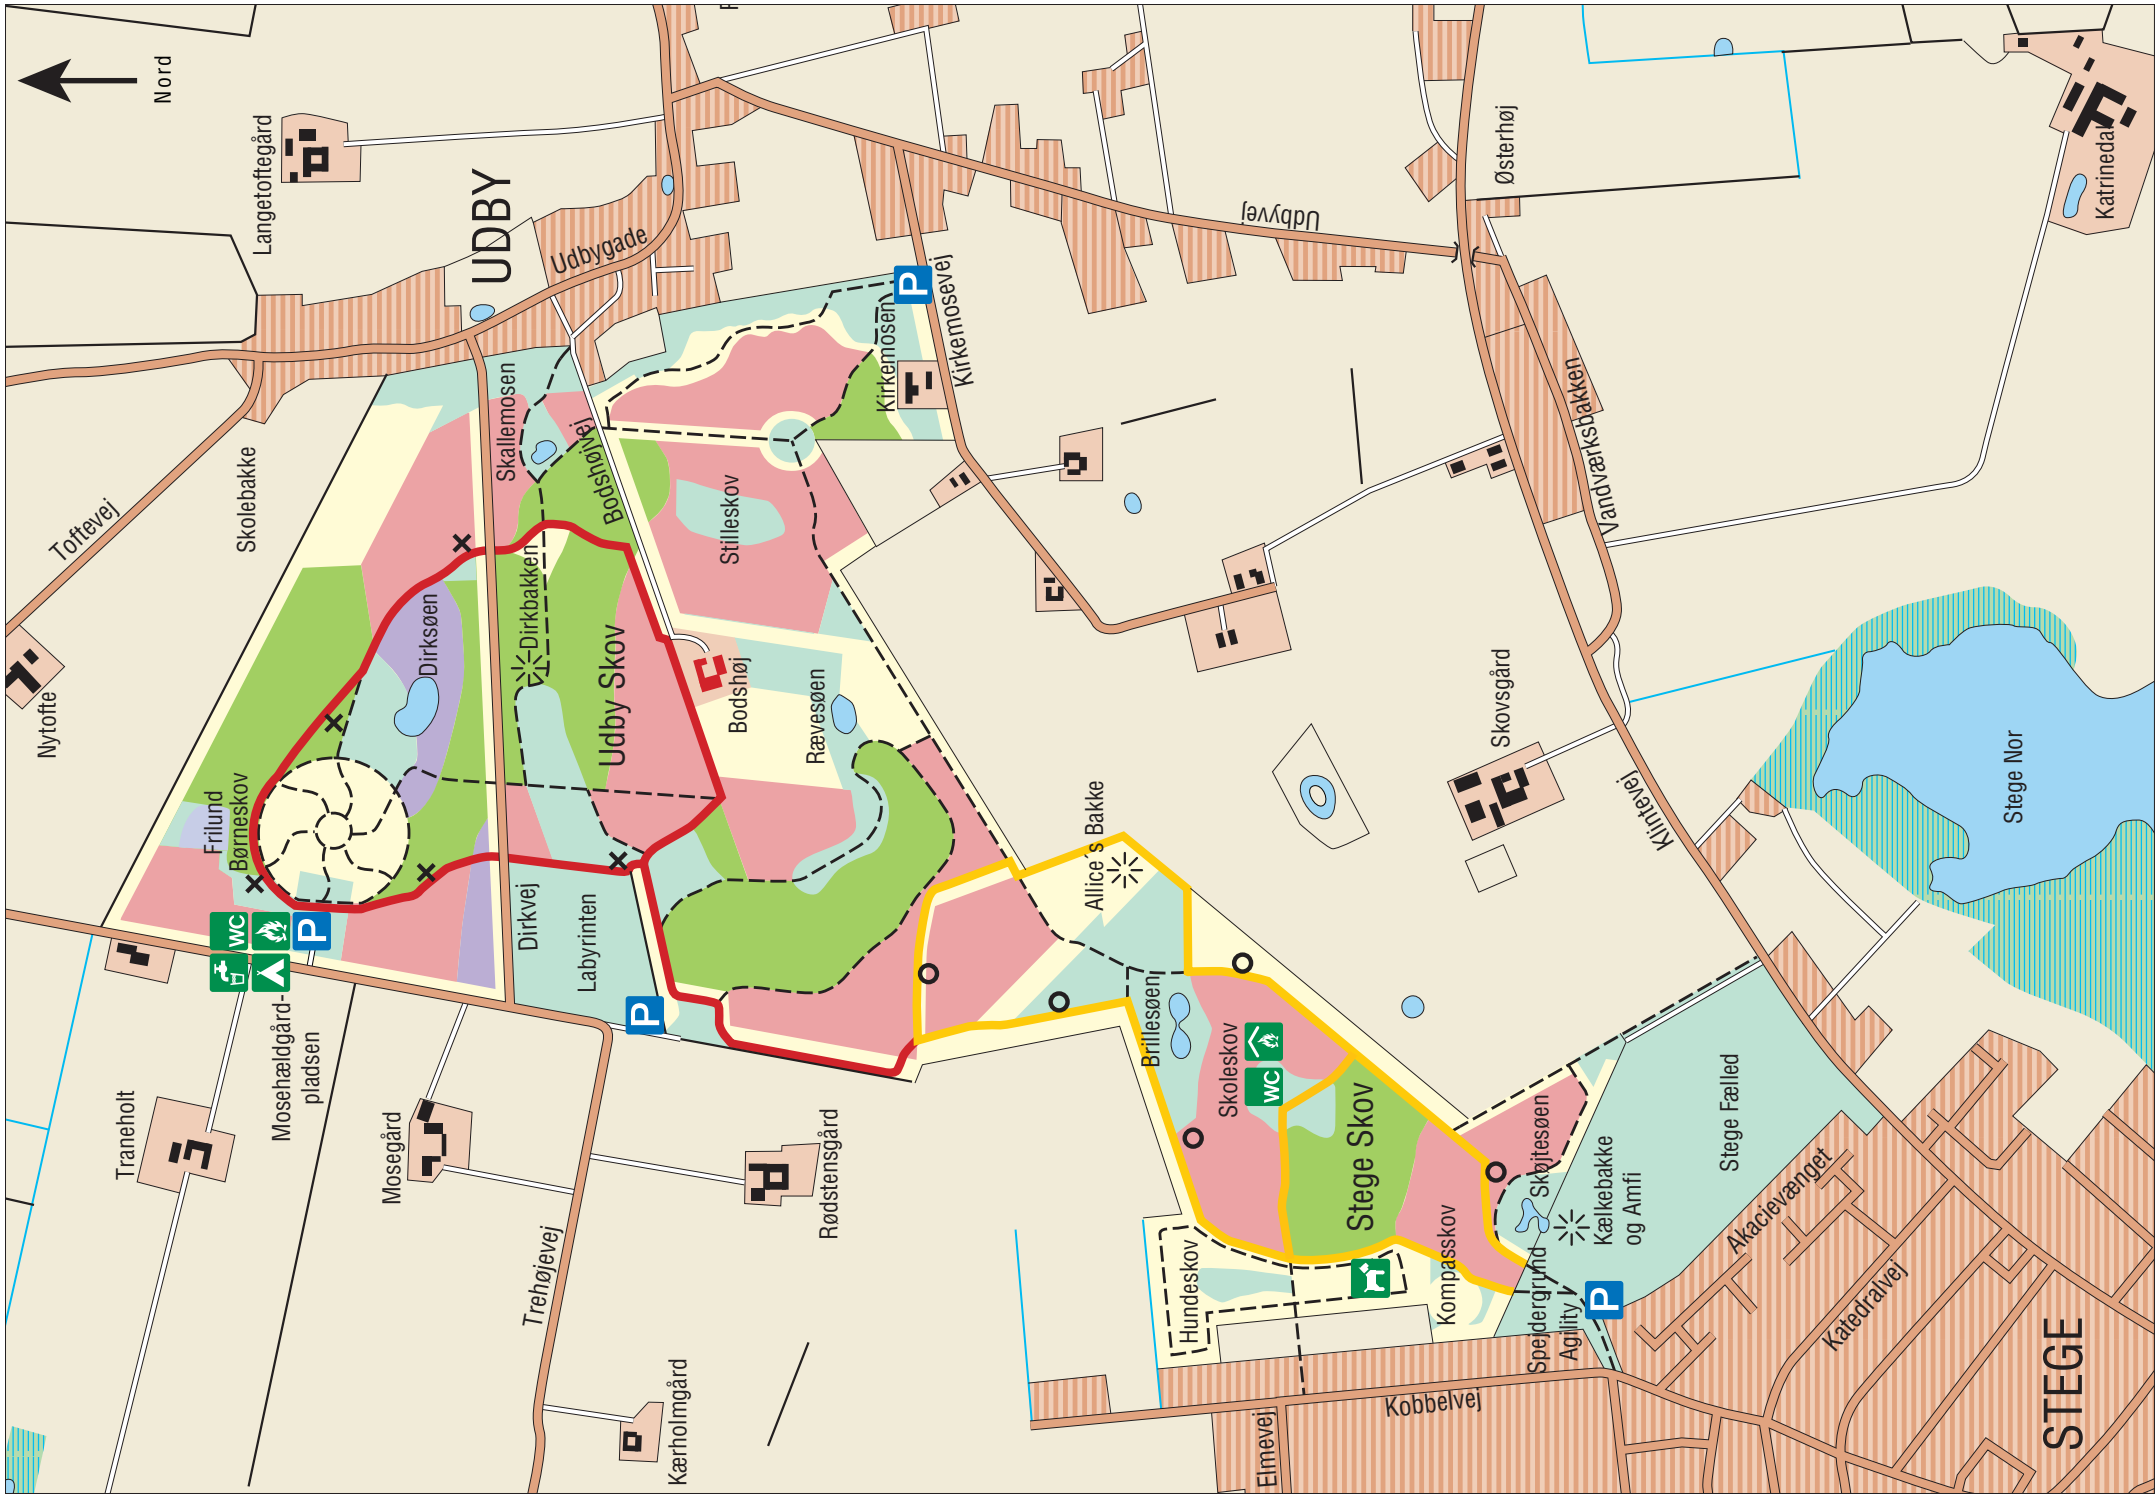 Nord
Langetoftegård
UDBY
Udbygade
Toftevej
Skolebakke
Nytofte
Skallemosen
Bodshøjvej
Kirkemosen
P
Kirkemosevej
Udbyvej
Østerhøj
Katrinedal
Vandværksbakken
Stilleskov
Dirksøen
Dirkbakken
Udby Skov
Bodshøj
Rævesøen
Frilund
Børneskov
WC
P
Dirkvej
Labyrinten
P
Mosehældgård-
pladsen
Traneholt
Mosegård
Trehøjevej
Rødstensgård
Kærholmgård
Allice´s Bakke
Skovsgård
Klintevej
Stege Nor
Brillesøen
Skoleskov
WC
Stege Skov
Hundeskov
Kompasskov
Skøjtesøen
Kælkebakke
og Amfi
Stege Fælled
Spejdergrund
Agility
P
Akacievænget
Katedralvej
Kobbelvej
Elmevej
STEGE